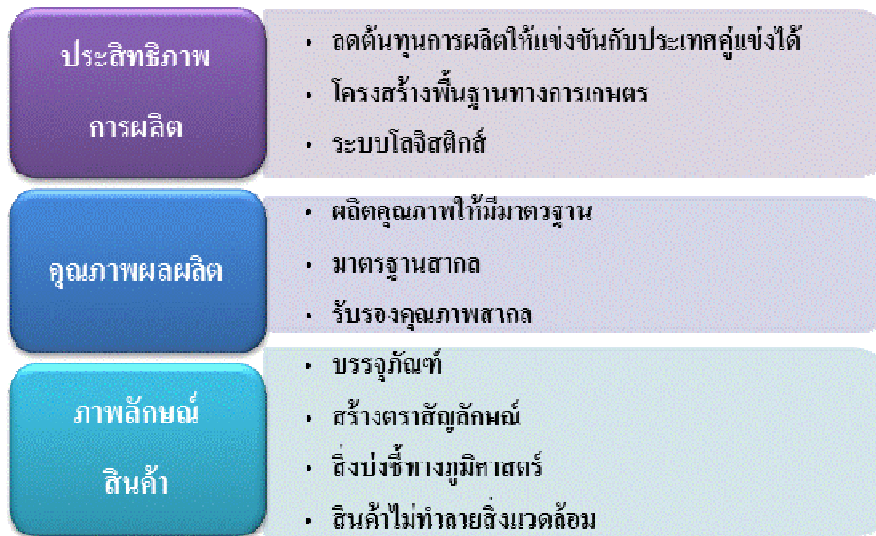 ประสิทธิภาพ
การผลิต
• ลดต้นทุนการผลิตให้แข่งขันกับประเทศคู่แข่งได้
• โครงสร้างพื้นฐานทางการเกษตร
• ระบบโลจิสติกส์
คุณภาพผลผลิต
• ผลิตคุณภาพให้มีมาตรฐาน
• มาตรฐานสากล
• รับรองคุณภาพสากล
ภาพลักษณ์
สินค้า
• บรรจุภัณฑ์
• สร้างตราสัญลักษณ์
• สิ่งบ่งชี้ทางภูมิศาสตร์
• สินค้าไม่ทำลายสิ่งแวดล้อม